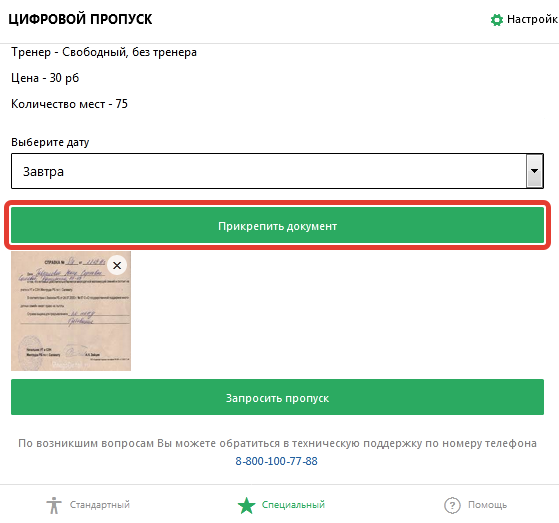 ЦИФРОВОЙ ПРОПУСК
Настройк
Тренер - Свободный, без тренера
Цена - 30 рб
Количество мест - 75
Выберите дату
Завтра
Прикрепить документ
СПРАВКА №
Запросить пропуск
По возникшим вопросам Вы можете обратиться в техническую поддержку по номеру телефона
8-800-100-77-88
Стандартный
Специальный
Помощь